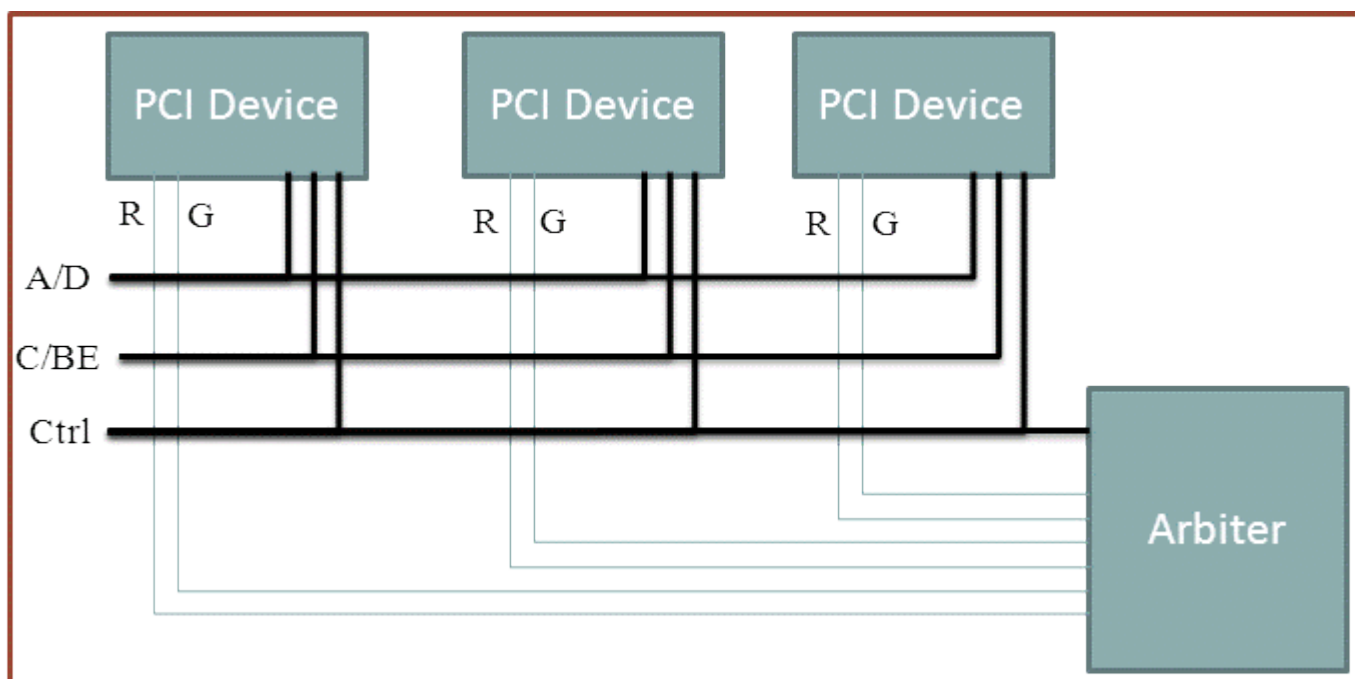 PCI Device
PCI Device
PCI Device
R
G
R
G
R
G
A/D
C/BE
Ctrl
Arbiter